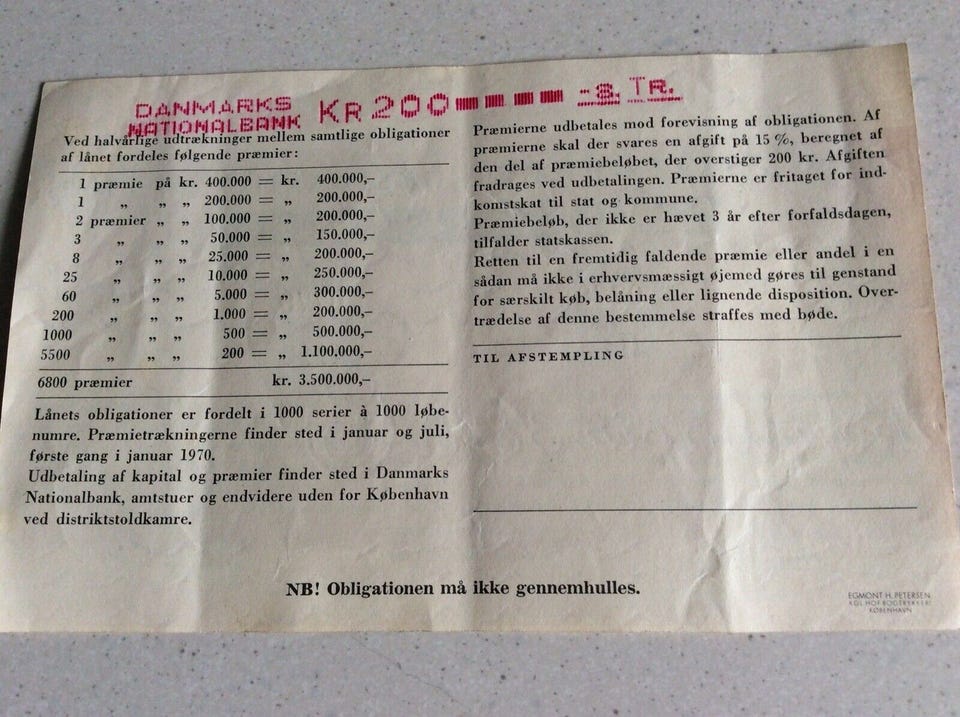 DANMARKS
NATIONALBANK
KR 200 -8. TR.
Ved halvårlige udtrækninger mellem samtlige obligationer
af lånet fordeles følgende præmier:
1 præmie på kr. 400.000 = kr. 400.000,-
1 „ „ „ 200.000 = „ 200.000,-
2 præmier „ „ 100.000 = „ 200.000,-
3 „ „ „ 50.000 = „ 150.000,-
8 „ „ „ 25.000 = „ 200.000,-
25 „ „ „ 10.000 = „ 250.000,-
60 „ „ „ 5.000 = „ 300.000,-
200 „ „ „ 1.000 = „ 200.000,-
1000 „ „ „ 500 = „ 500.000,-
5500 „ „ „ 200 = „ 1.100.000,-
6800 præmier kr. 3.500.000,-
Lånets obligationer er fordelt i 1000 serier à 1000 løbe-
numre. Præmietrækningerne finder sted i januar og juli,
første gang i januar 1970.
Udbetaling af kapital og præmier finder sted i Danmarks
Nationalbank, amtstuer og endvidere uden for København
ved distriktstoldkamre.
Præmierne udbetales mod forevisning af obligationen. Af
præmierne skal der svares en afgift på 15 %, beregnet af
den del af præmiebeløbet, der overstiger 200 kr. Afgiften
fradrages ved udbetalingen. Præmierne er fritaget for ind-
komstskat til stat og kommune.
Præmiebeløb, der ikke er hævet 3 år efter forfaldsdagen,
tilfalder statskassen.
Retten til en fremtidig faldende præmie eller andel i en
sådan må ikke i erhvervsmæssigt øjemed gøres til genstand
for særskilt køb, belåning eller lignende disposition. Over-
trædelse af denne bestemmelse straffes med bøde.
TIL AFSTEMPLING
NB! Obligationen må ikke gennemhulles.
EGMONT H. PETERSEN
KGL. HOF-BOGTRYKKERI
KØBENHAVN